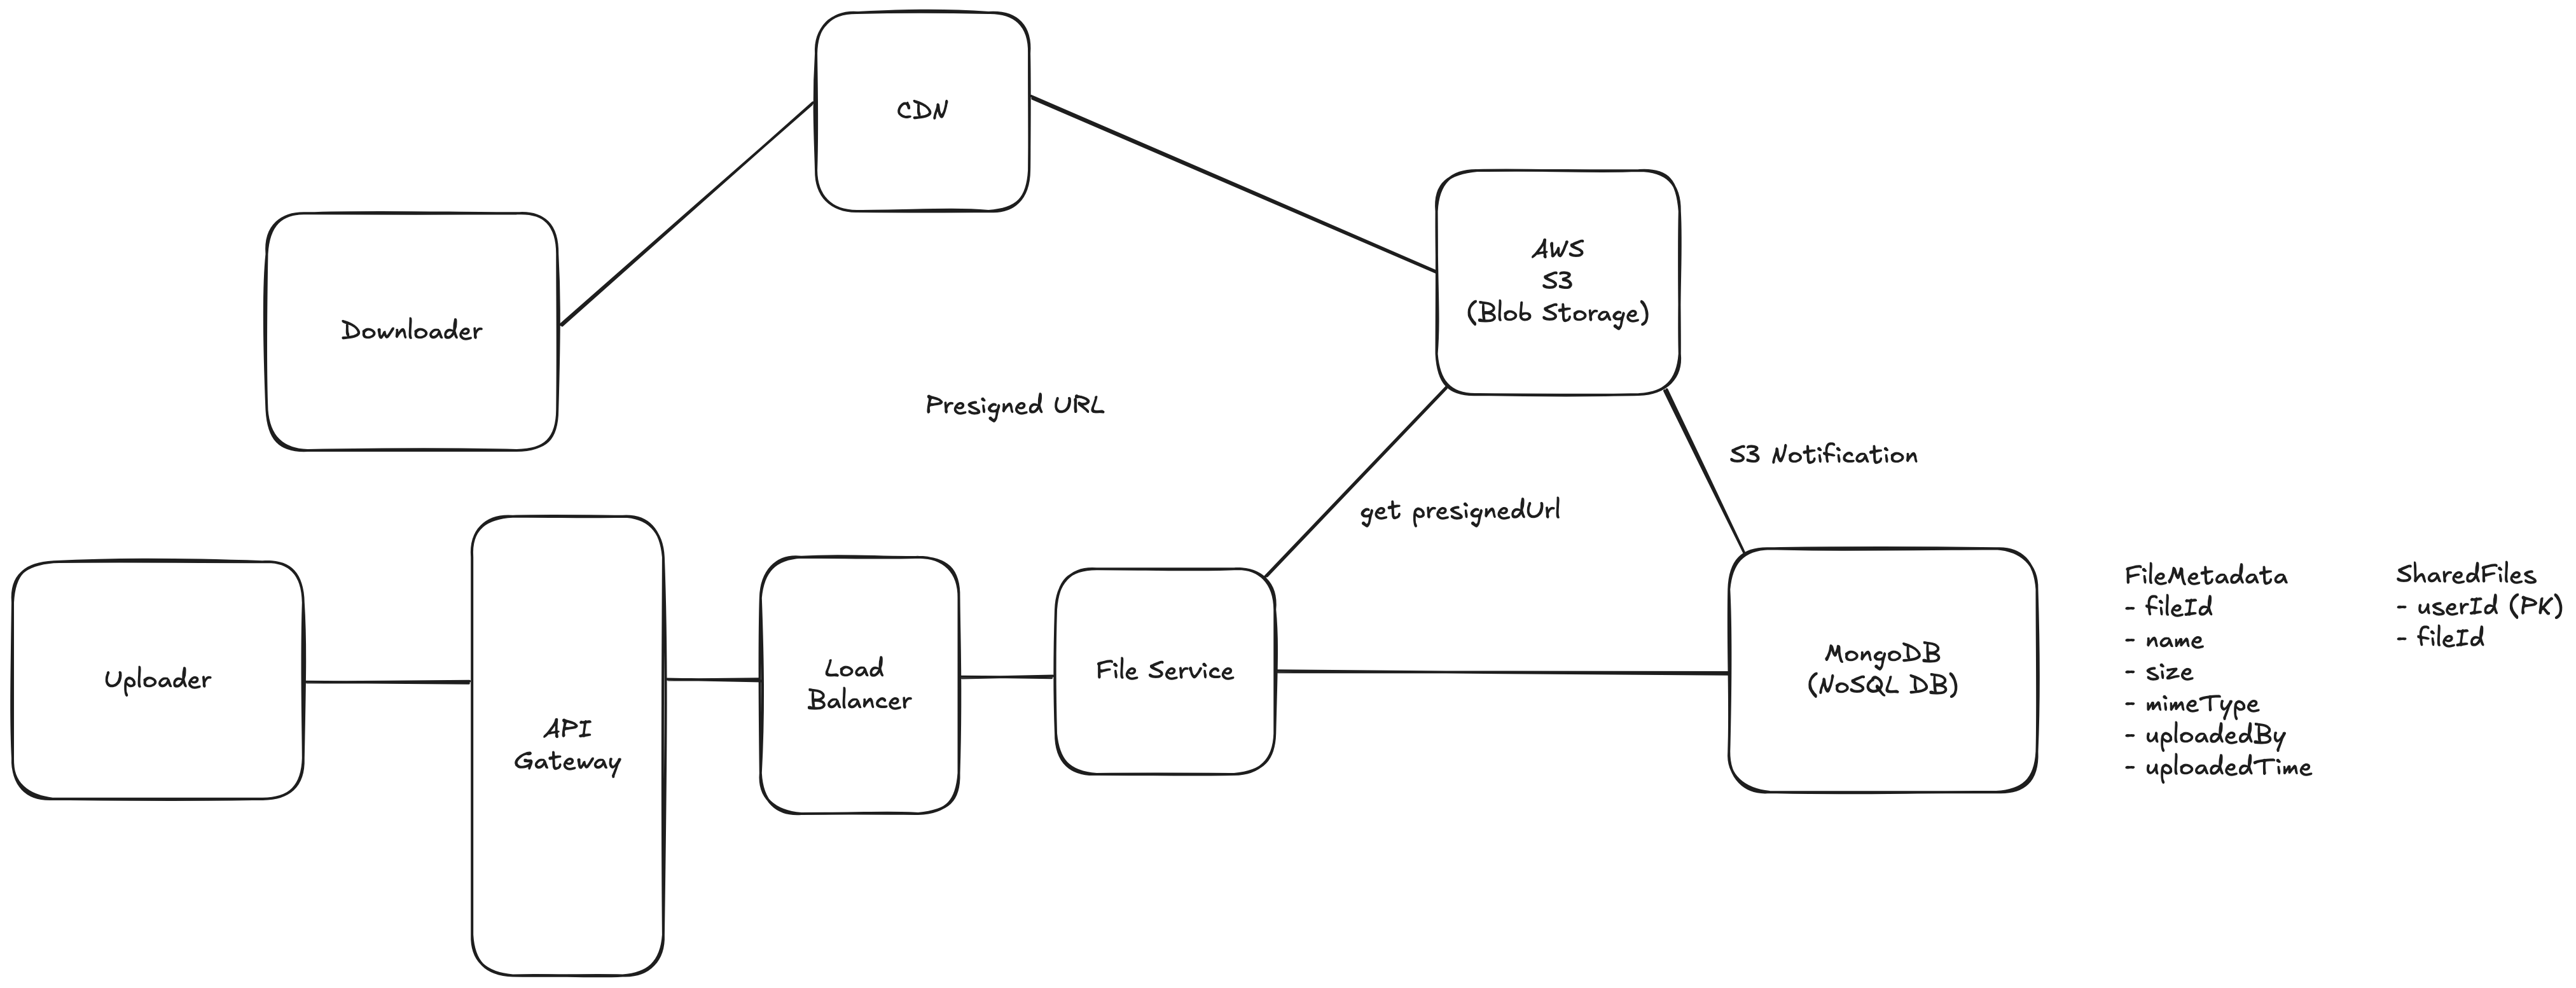 CDN
AWS
S3
(Blob Storage)
Downloader
Presigned URL
S3 Notification
get presignedUrl
Uploader
API
Gateway
Load
Balancer
File Service
MongoDB
(NoSQL DB)
FileMetadata
- fileId
- name
- size
- mimeType
- uploadedBy
- uploadedTime
SharedFiles
- userId (PK)
- fileId